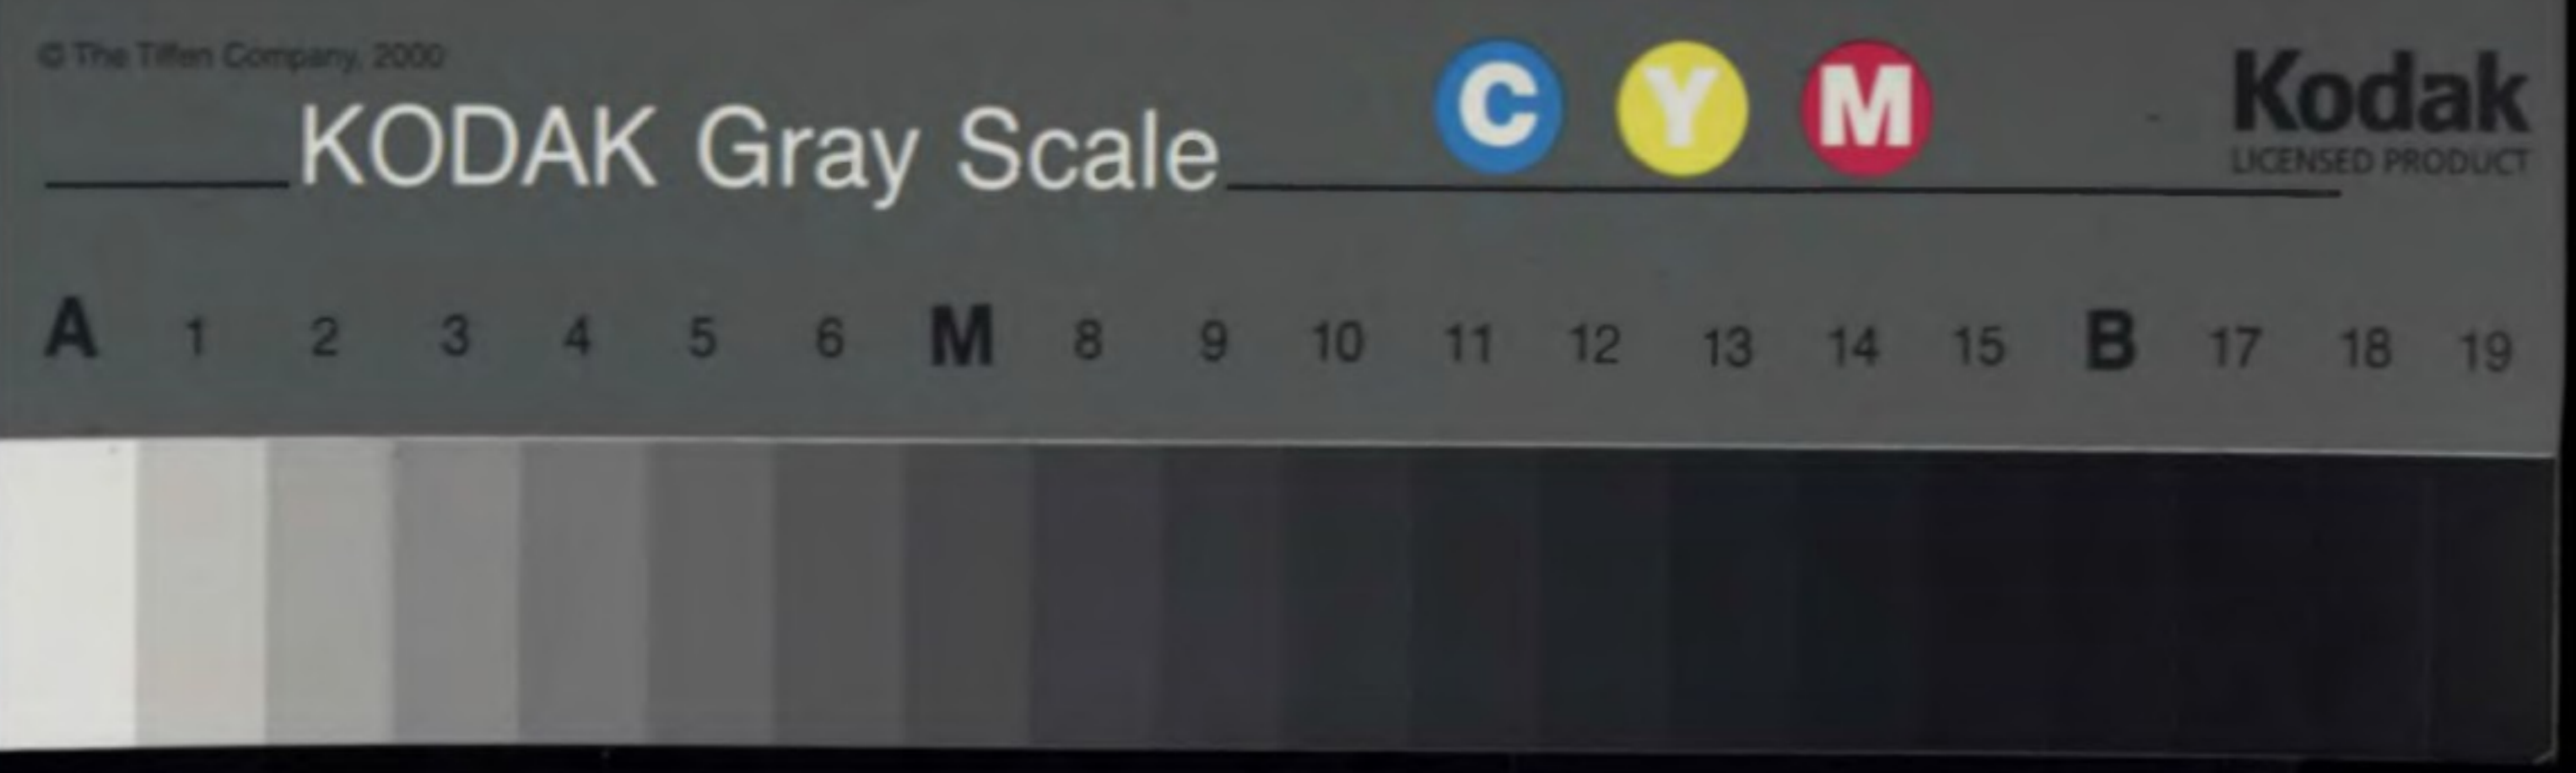 © The Tiffen Company, 2000
KODAK Gray Scale
C Y M
Kodak
LICENSED PRODUCT
A 1 2 3 4 5 6 M 8 9 10 11 12 13 14 15 B 17 18 19